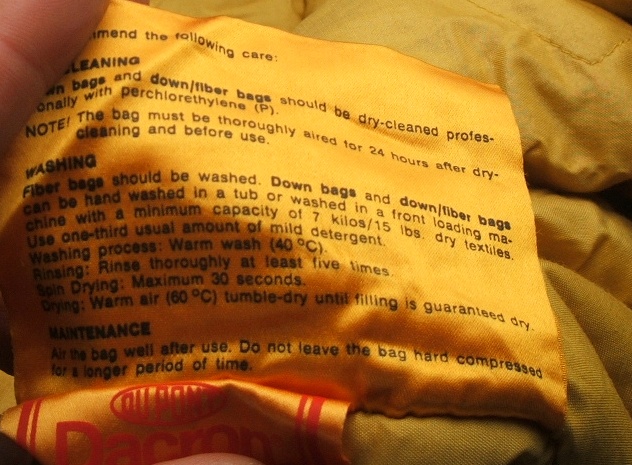 mend the following care:
LEANING
wn bags and down/fiber bags should be dry-cleaned profes-
onally with perchlorethylene (P).
NOTE! The bag must be thoroughly aired for 24 hours after dry-
cleaning and before use.
WASHING
Fiber bags should be washed. Down bags and down/fiber bags
can be hand washed in a tub or washed in a front loading ma-
chine with a minimum capacity of 7 kilos/15 lbs. dry textiles.
Use one-third usual amount of mild detergent.
Washing process: Warm wash (40 °C).
Rinsing: Rinse thoroughly at least five times.
Spin Drying: Maximum 30 seconds.
Drying: Warm air (60 °C) tumble-dry until filling is guaranteed dry.
MAINTENANCE
Air the bag well after use. Do not leave the bag hard compressed
for a longer period of time.
DU PONT
Dacron